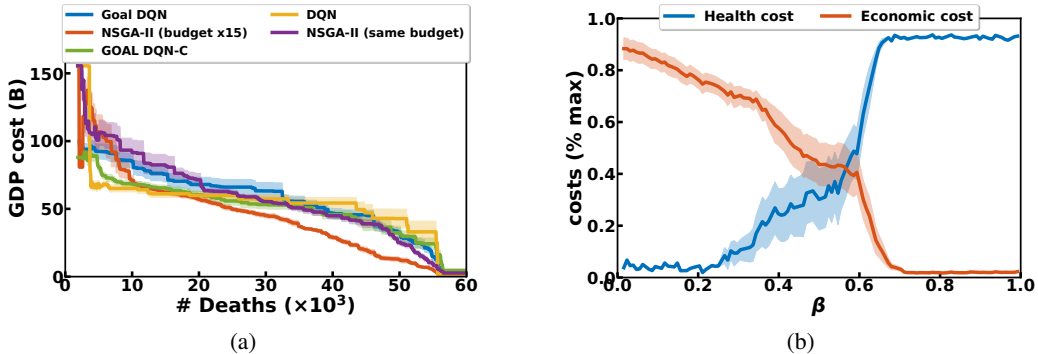 Goal DQN
DQN
NSGA-II (budget x15)
NSGA-II (same budget)
GOAL DQN-C
GDP cost (B)
150
100
50
0
0 10 20 30 40 50 60
# Deaths (×10³)
(a)
Health cost
Economic cost
costs (% max)
1.0
0.8
0.6
0.4
0.2
0.0
0.0 0.2 0.4 0.6 0.8 1.0
β
(b)